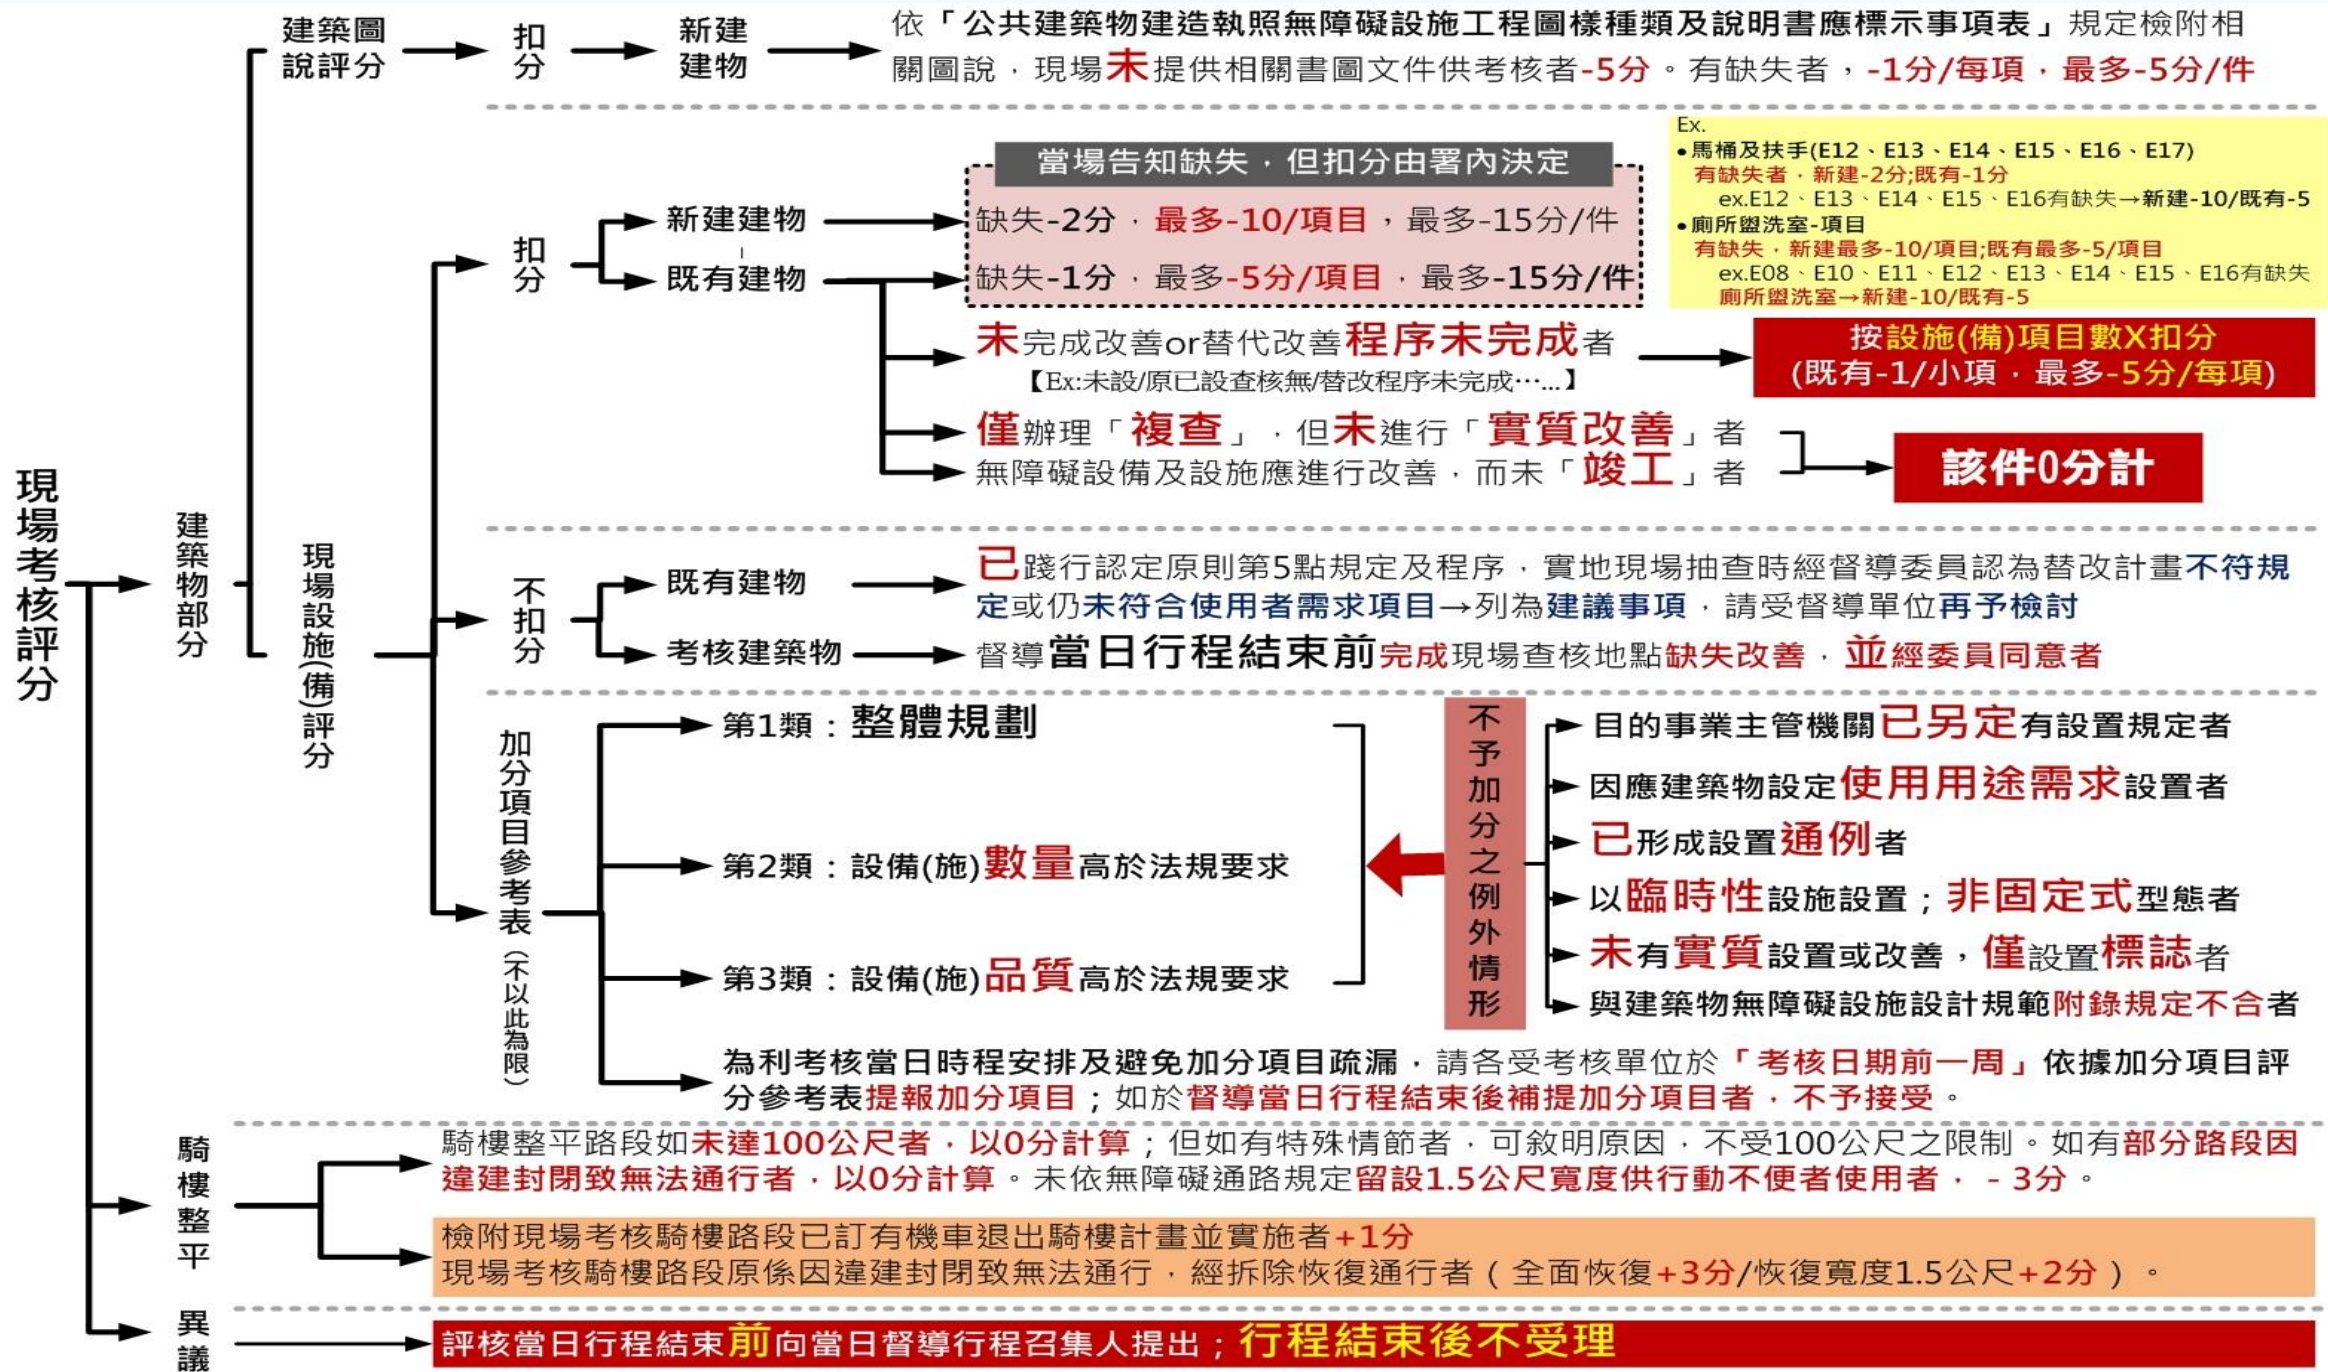 現場考核評分
建築物部分
建築圖
說評分
扣分
新建
建物
依「公共建築物建造執照無障礙設施工程圖樣種類及說明書應標示事項表」規定檢附相
關圖說，現場未提供相關書圖文件供考核者-5分。有缺失者，-1分/每項，最多-5分/件
現場設施(備)評分
扣分
新建建物
既有建物
當場告知缺失，但扣分由署內決定
缺失-2分，最多-10/項目，最多-15分/件
缺失-1分，最多-5分/項目，最多-15分/件
Ex.
•馬桶及扶手(E12、E13、E14、E15、E16、E17)
有缺失者，新建-2分;既有-1分
ex.E12、E13、E14、E15、E16有缺失→新建-10/既有-5
•廁所盥洗室-項目
有缺失，新建最多-10/項目;既有最多-5/項目
ex.E08、E10、E11、E12、E13、E14、E15、E16有缺失
廁所盥洗室→新建-10/既有-5
未完成改善or替代改善程序未完成者
【Ex:未設/原已設查核無/替改程序未完成…...】
按設施(備)項目數X扣分
(既有-1/小項，最多-5分/每項)
僅辦理「複查」，但未進行「實質改善」者
無障礙設備及設施應進行改善，而未「竣工」者
該件0分計
不扣分
既有建物
已踐行認定原則第5點規定及程序，實地現場抽查時經督導委員認為替改計畫不符規
定或仍未符合使用者需求項目→列為建議事項，請受督導單位再予檢討
考核建築物
督導當日行程結束前完成現場查核地點缺失改善，並經委員同意者
加分項目參考表(不以此為限)
第1類：整體規劃
第2類：設備(施)數量高於法規要求
第3類：設備(施)品質高於法規要求
不予加分之例外情形
目的事業主管機關已另定有設置規定者
因應建築物設定使用用途需求設置者
已形成設置通例者
以臨時性設施設置；非固定式型態者
未有實質設置或改善，僅設置標誌者
與建築物無障礙設施設計規範附錄規定不合者
為利考核當日時程安排及避免加分項目疏漏，請各受考核單位於「考核日期前一周」依據加分項目評
分參考表提報加分項目；如於督導當日行程結束後補提加分項目者，不予接受。
騎樓整平
騎樓整平路段如未達100公尺者，以0分計算；但如有特殊情節者，可敘明原因，不受100公尺之限制。如有部分路段因
違建封閉致無法通行者，以0分計算。未依無障礙通路規定留設1.5公尺寬度供行動不便者使用者，-3分。
檢附現場考核騎樓路段已訂有機車退出騎樓計畫並實施者+1分
現場考核騎樓路段原係因違建封閉致無法通行，經拆除恢復通行者（全面恢復+3分/恢復寬度1.5公尺+2分）。
異議
評核當日行程結束前向當日督導行程召集人提出；行程結束後不受理